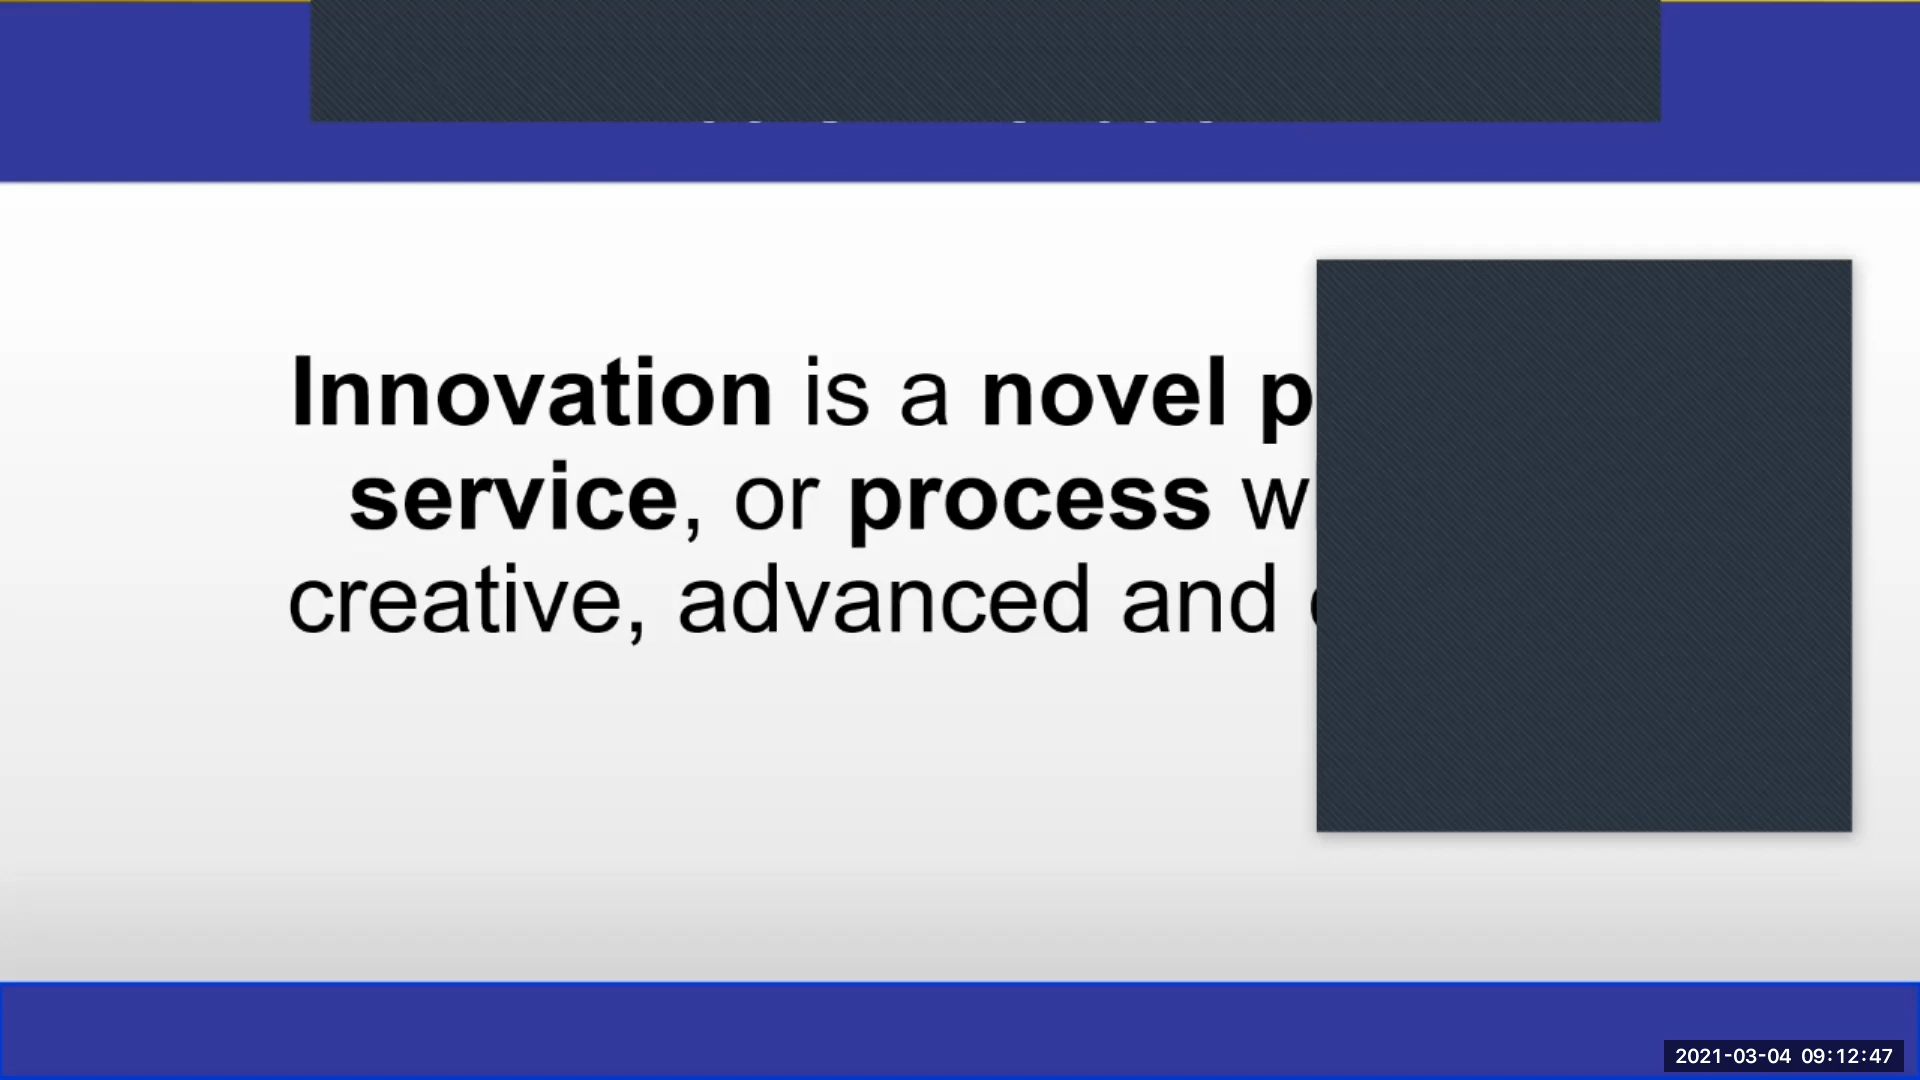 Innovation is a novel
service, or process
creative, advanced and
2021-03-04 09:12:47